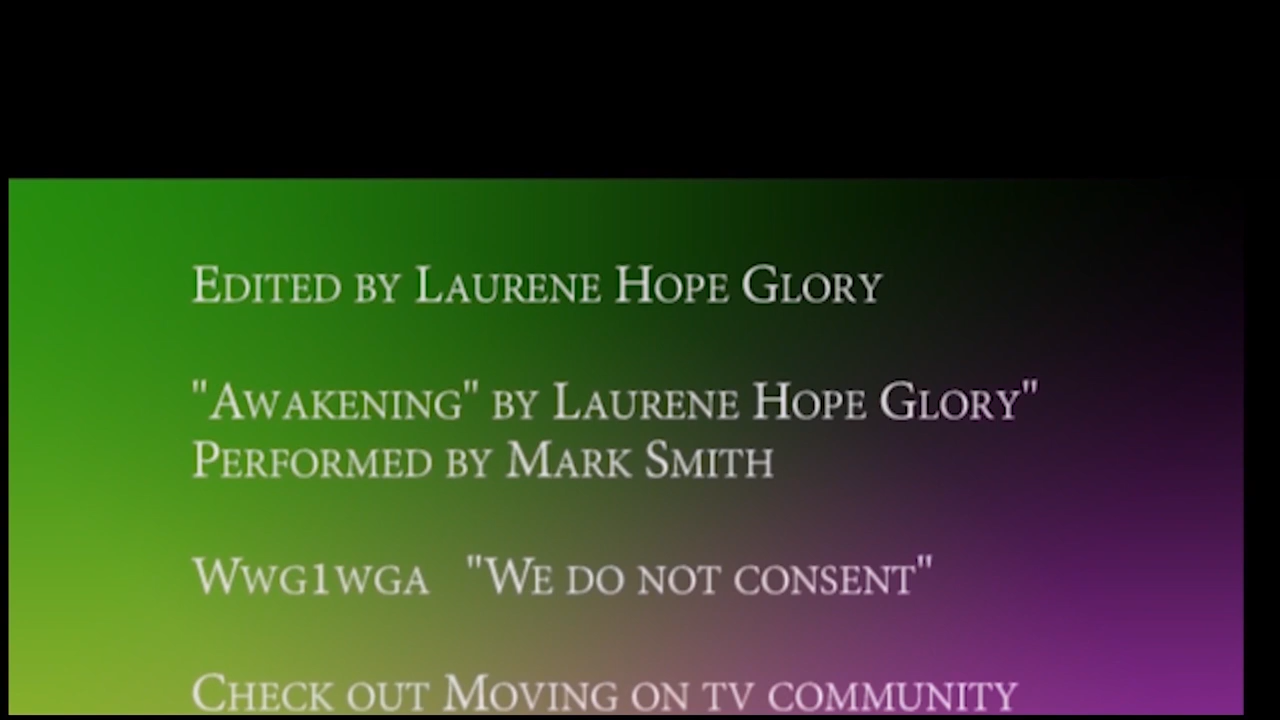 Edited by Laurene Hope Glory
"Awakening" by Laurene Hope Glory"
Performed by Mark Smith
Wwg1wga "We do not consent"
Check out Moving on tv community